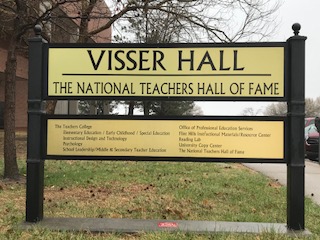 VISSER HALL
THE NATIONAL TEACHERS HALL OF FAME
The Teachers College
Elementary Education / Early Childhood / Special Education
Instructional Design and Technology
Psychology
School Leadership/Middle & Secondary Teacher Education
Office of Professional Education Services
Instructional Materials/Resource Center
Reading Lab
University Copy Center
The National Teachers Hall of Fame